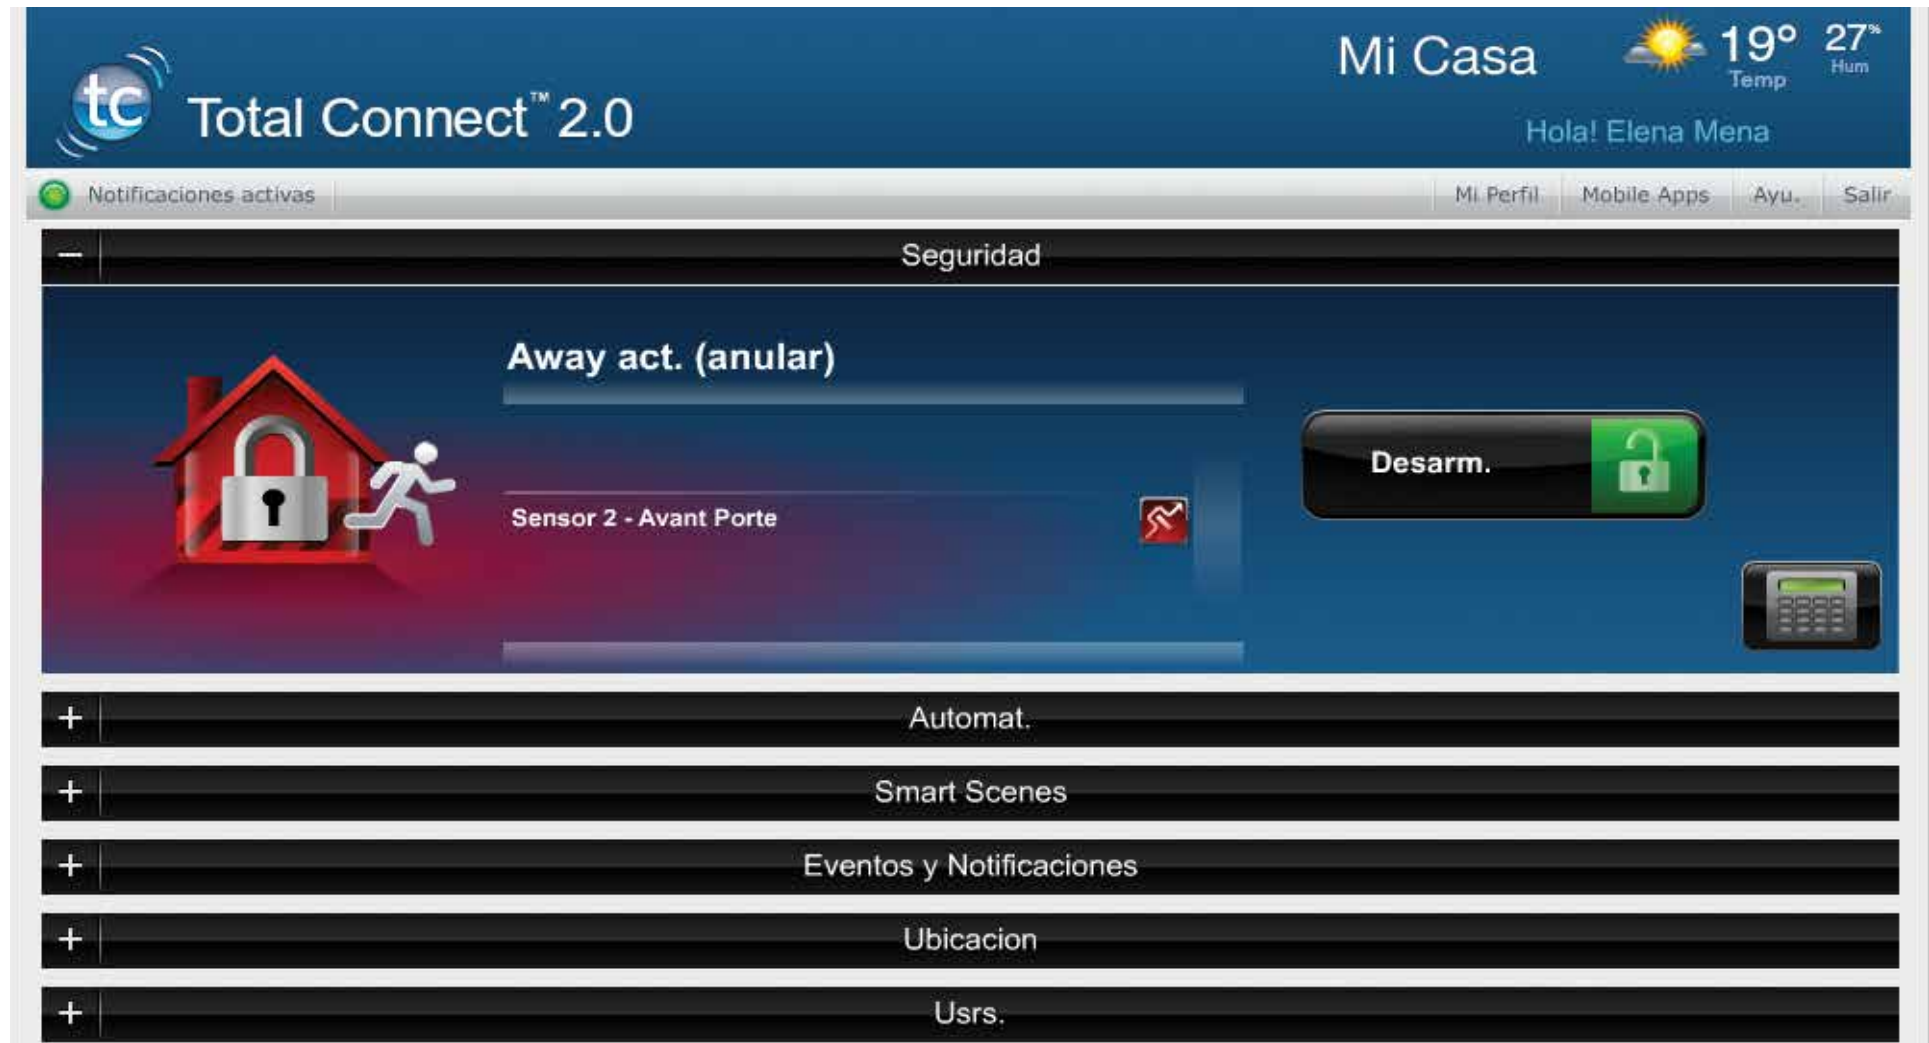 Mi Casa
19° 27%
Temp Hum
tc Total Connect™ 2.0
Hola! Elena Mena
Notificaciones activas
Mi Perfil Mobile Apps Ayu. Salir
Seguridad
Away act. (anular)
Desarm.
Sensor 2 - Avant Porte
Automat.
Smart Scenes
Eventos y Notificaciones
Ubicacion
Usrs.